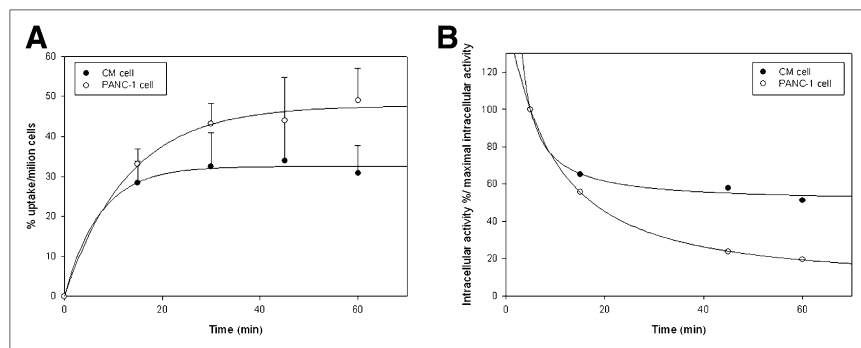 A
60
50
40
30
20
10
0
% uptake/milion cells
CM cell
PANC-1 cell
0 20 40 60
Time (min)
B
120
100
80
60
40
20
0
Intracellular activity %/ maximal intracellular activity
CM cell
PANC-1 cell
0 20 40 60
Time (min)